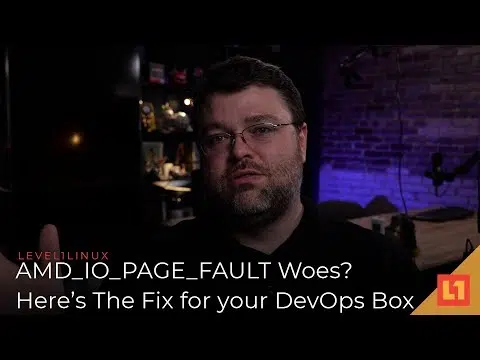 LEVEL1LINUX
AMD_IO_PAGE_FAULT Woes?
Here's The Fix for your DevOps Box
L1